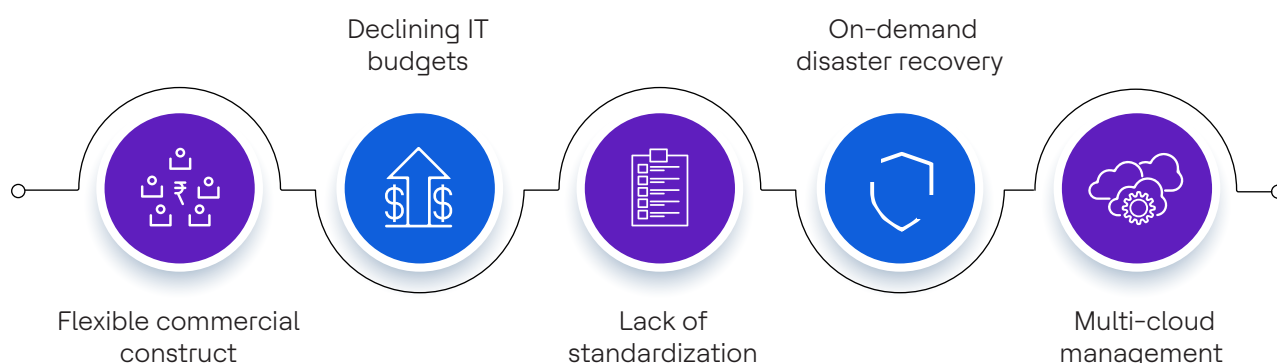 Declining IT
budgets
On-demand
disaster recovery
₹
$ $
Flexible commercial
construct
Lack of
standardization
Multi-cloud
management